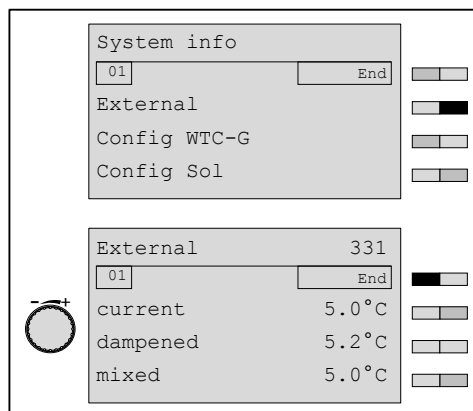 System info
01 End
External
Config WTC-G
Config Sol
External 331
01 End
current 5.0°C
dampened 5.2°C
mixed 5.0°C
- +